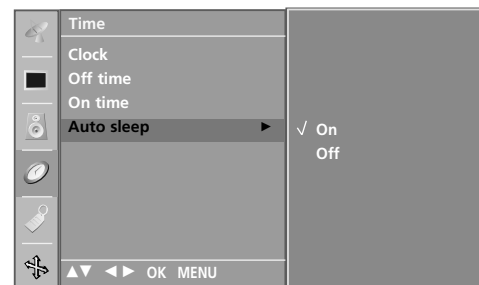 Time
Clock
Off time
On time
Auto sleep ►
√ On
Off
▲▼ ◄► OK MENU